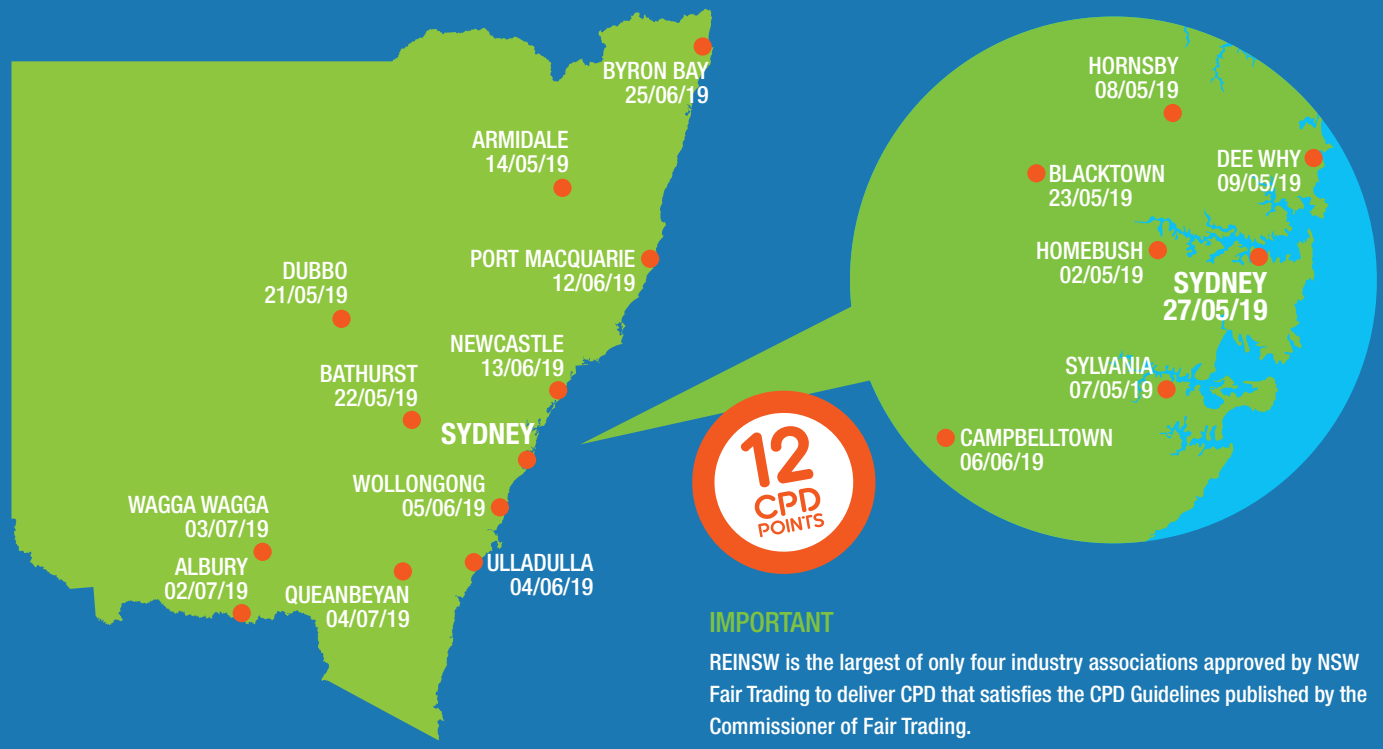 BYRON BAY
25/06/19
ARMIDALE
14/05/19
PORT MACQUARIE
12/06/19
DUBBO
21/05/19
NEWCASTLE
13/06/19
BATHURST
22/05/19
SYDNEY
WOLLONGONG
05/06/19
WAGGA WAGGA
03/07/19
ALBURY
02/07/19
QUEANBEYAN
04/07/19
ULLADULLA
04/06/19
HORNSBY
08/05/19
DEE WHY
09/05/19
BLACKTOWN
23/05/19
HOMEBUSH
02/05/19
SYDNEY
27/05/19
SYLVANIA
07/05/19
CAMPBELLTOWN
06/06/19
12
CPD
POINTS
IMPORTANT
REINSW is the largest of only four industry associations approved by NSW
Fair Trading to deliver CPD that satisfies the CPD Guidelines published by the
Commissioner of Fair Trading.